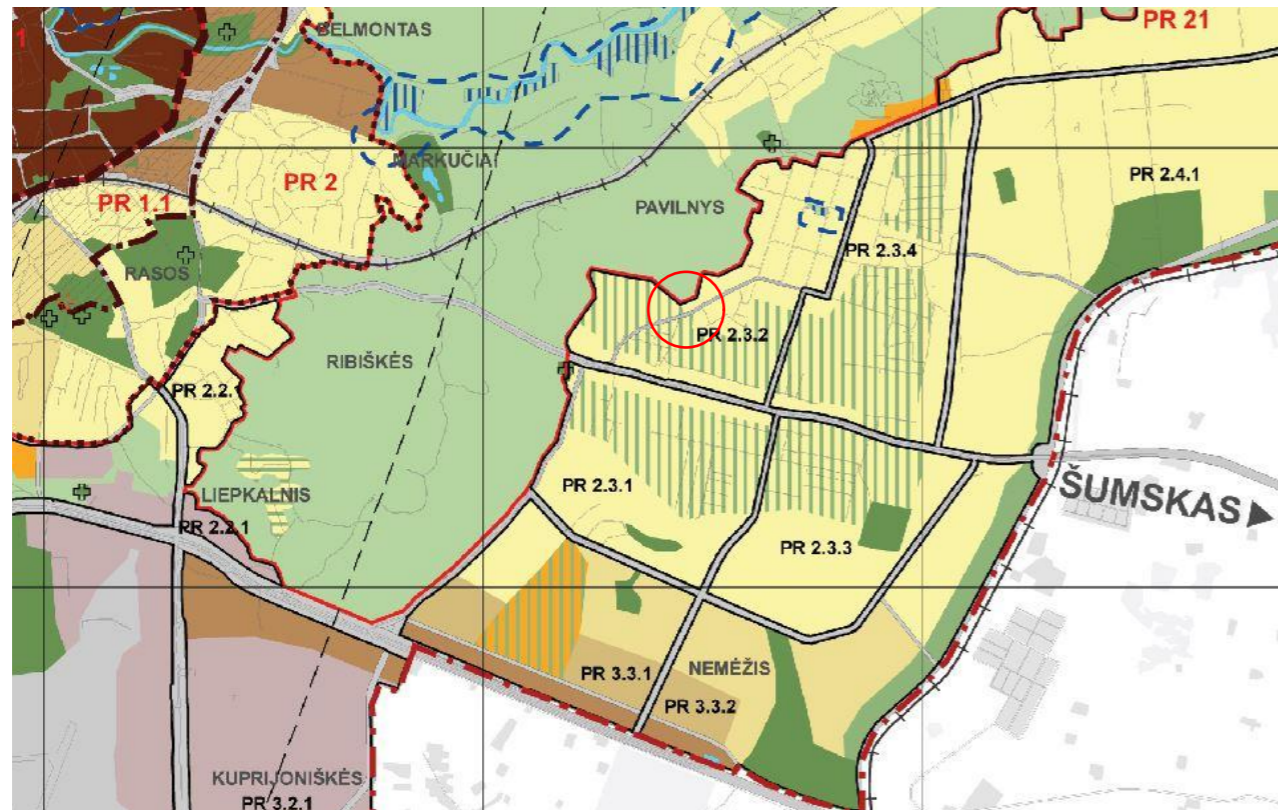 BELMONTAS
1
PR 21
MARKUČIAI
PR 2
PR 2.4.1
PR 1.1
PAVILNYS
PR 2.3.4
RASOS
PR 2.3.2
RIBIŠKĖS
PR 2.2.1
ŠUMSKAS
PR 2.3.1
LIEPKALNIS
PR 2.2.1
PR 2.3.3
PR 3.3.1
NEMĖŽIS
PR 3.3.2
KUPRIJONIŠKĖS
PR 3.2.1